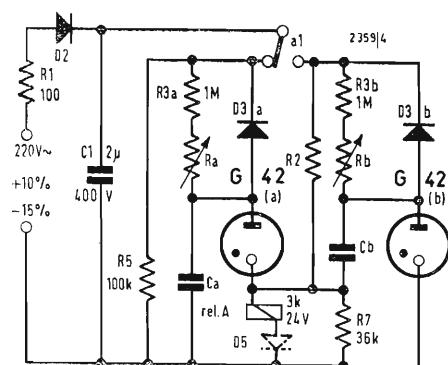 D2
a1
2359/4
R1
100
R3a
1M
D3 a
R3b
1M
D3 b
220V~
+10%
-15%
C1 2µ
400 V
Ra
R2
Rb
G 42
(a)
G 42
(b)
R5
100k
Ca
Cb
rel.A
3k
24V
D5
R7
36k